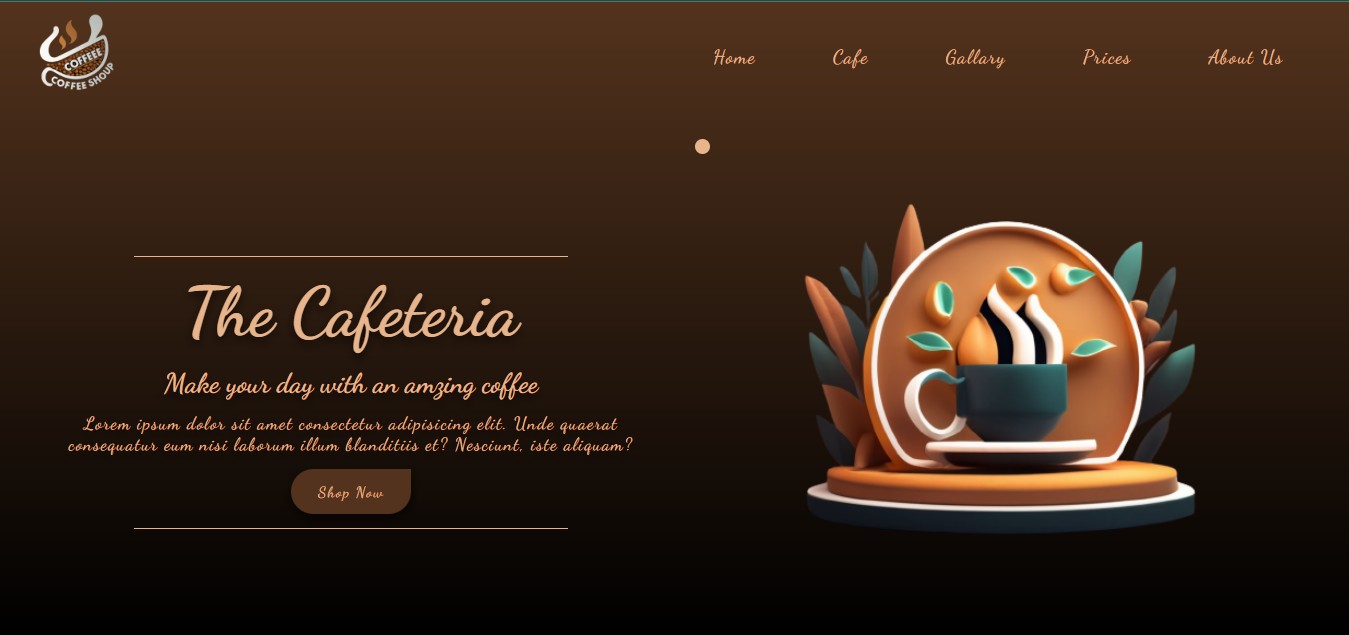 COFFEEE
COFFEE SHOUP
Home Cafe Gallary Prices About Us
The Cafeteria
Make your day with an amzing coffee
Lorem ipsum dolor sit amet consectetur adipisicing elit. Unde quaerat
consequatur eum nisi laborum illum blanditiis et? Nesciunt, iste aliquam?
Shop Now